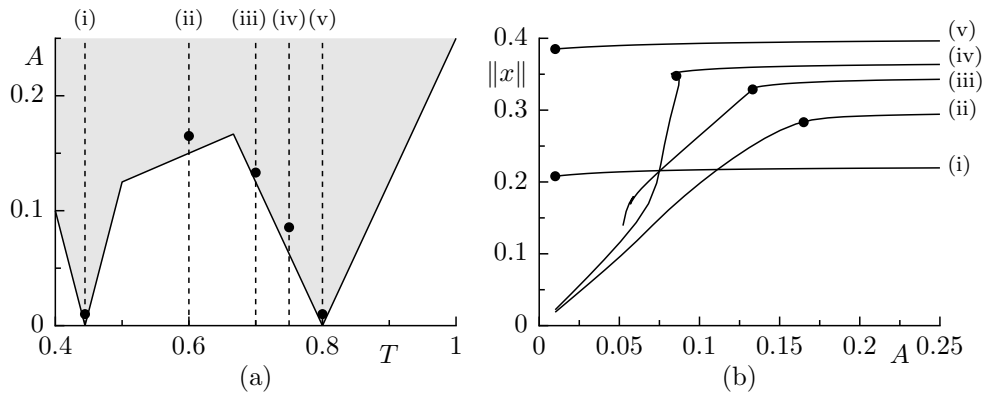 (i) (ii) (iii) (iv) (v)
A
0.2
0.1
0
0.4 0.6 0.8 T 1
(a)
0.4
‖x‖
0.3
0.2
0.1
0
0 0.05 0.1 0.15 0.2 A 0.25
(b)
(v)
(iv)
(iii)
(ii)
(i)